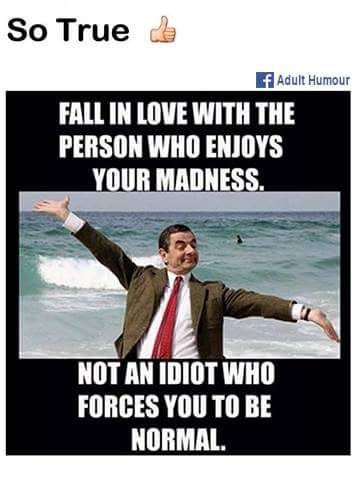 So True 👍
Adult Humour
FALL IN LOVE WITH THE
PERSON WHO ENJOYS
YOUR MADNESS.
NOT AN IDIOT WHO
FORCES YOU TO BE
NORMAL.